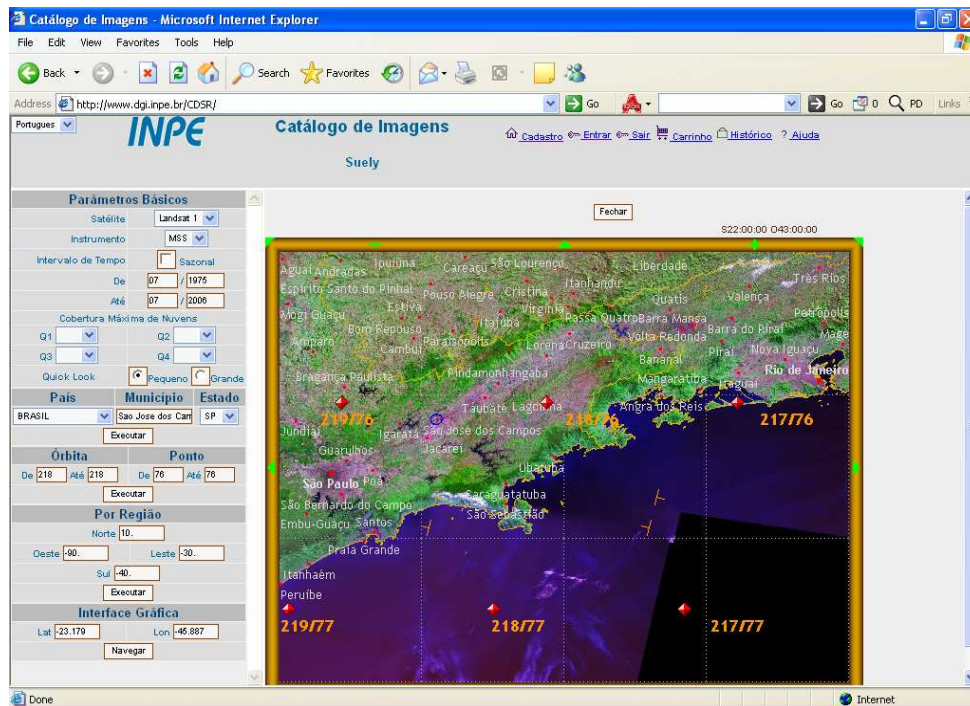 Catálogo de Imagens - Microsoft Internet Explorer
File Edit View Favorites Tools Help
Back Search Favorites
Address http://www.dgi.inpe.br/CDSR/ Go Go 0 PD Links
Portugues INPE Catálogo de Imagens Cadastro Entrar Sair Carrinho Histórico ? Ajuda
Suely
Parâmetros Básicos
Satélite Landsat 1
Instrumento MSS
Intervalo de Tempo Sazonal
De 07 / 1975
Até 07 / 2006
Cobertura Máxima de Nuvens
Q1 Q2
Q3 Q4
Quick Look Pequeno Grande
País Município Estado
BRASIL Sao Jose dos Cam SP
Executar
Órbita Ponto
De 218 Até 218 De 76 Até 76
Executar
Por Região
Norte 10.
Oeste -90. Leste -30.
Sul -40.
Executar
Interface Gráfica
Lat -23.179 Lon -45.887
Navegar
Fechar
S22:00:00 O43:00:00
Ipuiuna Careaçu São Lourenço Liberdade
Aguaí Andradas Três Rios
Espírito Santo do Pinhal Pouso Alegre Cristina Itanhandu Quatis Valença
Mogi Guaçu Estiva Virgínia Passa Quatro Barra Mansa Petrópolis
Bom Repouso Itajubá Volta Redonda Barra do Piraí Mage
Amparo Cambuí Paraisópolis Lorena Cruzeiro Piraí Nova Iguaçu
Bananal
Bragança Paulista Pindamonhangaba Mangaratiba Itaguaí Rio de Janeiro
Taubaté Lagoinha Angra dos Reis
219/76 218/76 217/76
Jundiaí Igarata São José dos Campos
Guarulhos Jacareí
Ubatuba
São Paulo Poá
Caraguatatuba
São Bernardo do Campo São Sebastião
Embu-Guaçu Santos
Praia Grande
Itanhaém
Peruíbe
219/77 218/77 217/77
Done Internet